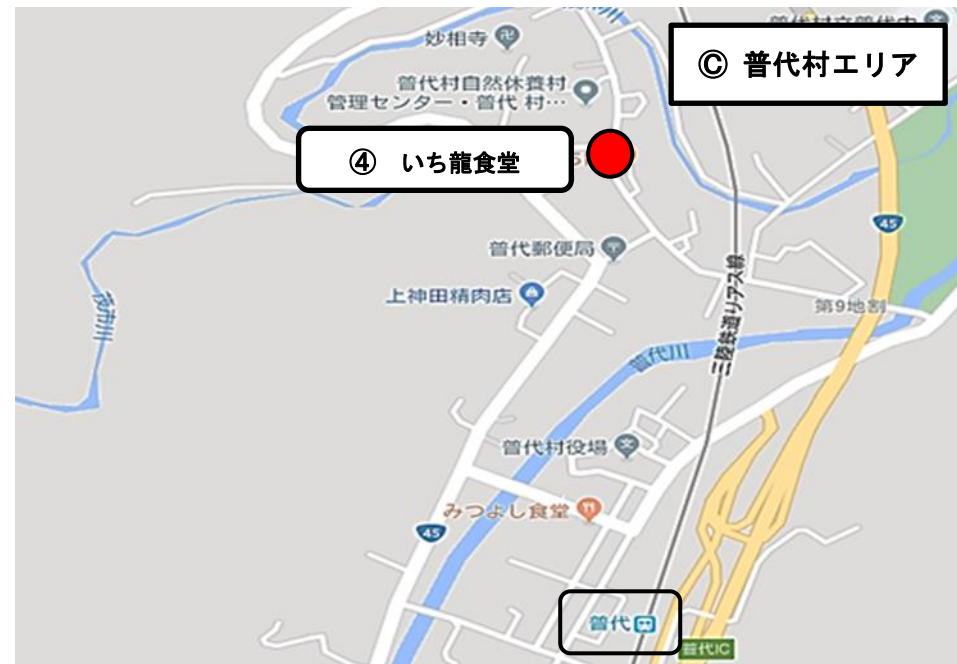 妙相寺
Ⓒ 普代村エリア
普代村自然休養村
管理センター・普代 村…
④ いち龍食堂
45
普代郵便局
上神田精肉店
三陸鉄道リアス線
第9地割
普代川
普代村役場
みつよし食堂
45
普代
普代IC